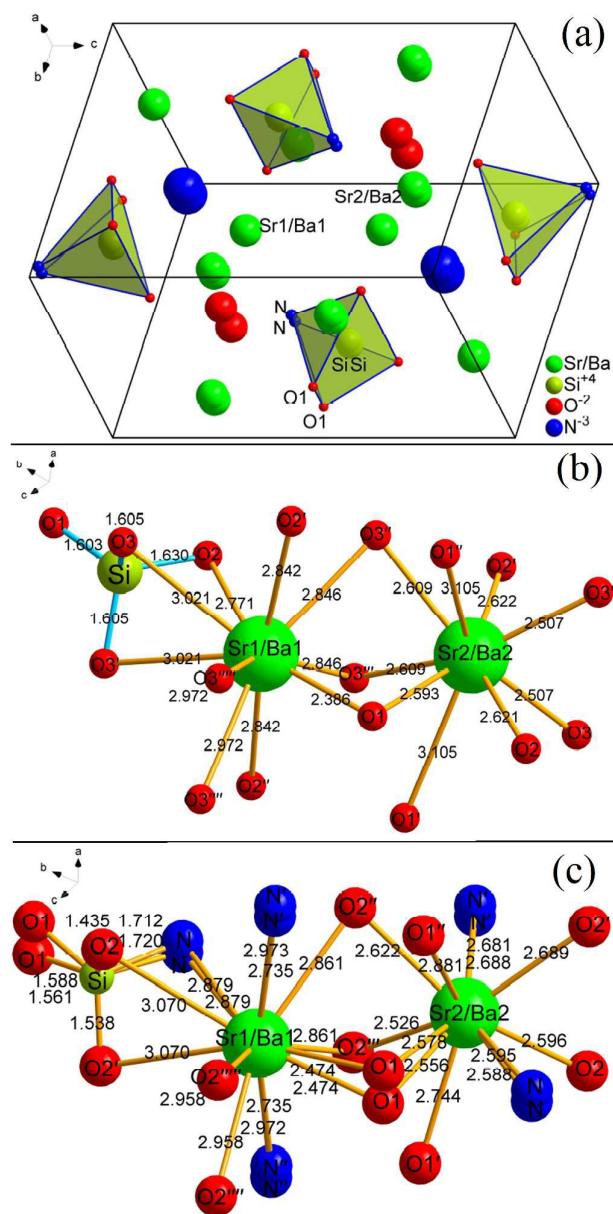 (a)
a
c
b
Sr2/Ba2
Sr1/Ba1
N
N
SiSi
O1
O1
Sr/Ba
Si+4
O-2
N-3
(b)
b
a
c
O1
1.605
O3
1.603
1.630
O2
Si
1.605
O3'
O2'
2.842
3.021
2.771
2.846
O3"
O1"
3.105
O2'
2.609
2.622
O3'
2.507
3.021
Sr1/Ba1
Sr2/Ba2
O3'''''
2.972
2.846
O3'''
2.609
2.386
2.593
O1
2.507
2.621
O2
O3
2.972
2.842
3.105
O3''''
O2"
O1'
(c)
b
a
c
O1
1.435
1.712
O2
1.720
N'
N
O1
Si
1.588
1.561
1.538
O2'
N"
N'
2.973
2.735
2.861
O2"
O1"
2.622
2.881
N"
N'
2.681
2.688
2.689
O2'
2.879
2.879
3.070
Sr1/Ba1
Sr2/Ba2
3.070
2.861
2.526
O2'''
2.578
2.596
O2
2.474
O1
2.556
2.595
2.588
N'
N
2.474
O1
O2'''''
2.958
2.735
2.972
2.744
2.958
N"
N"
O2''''
O1'